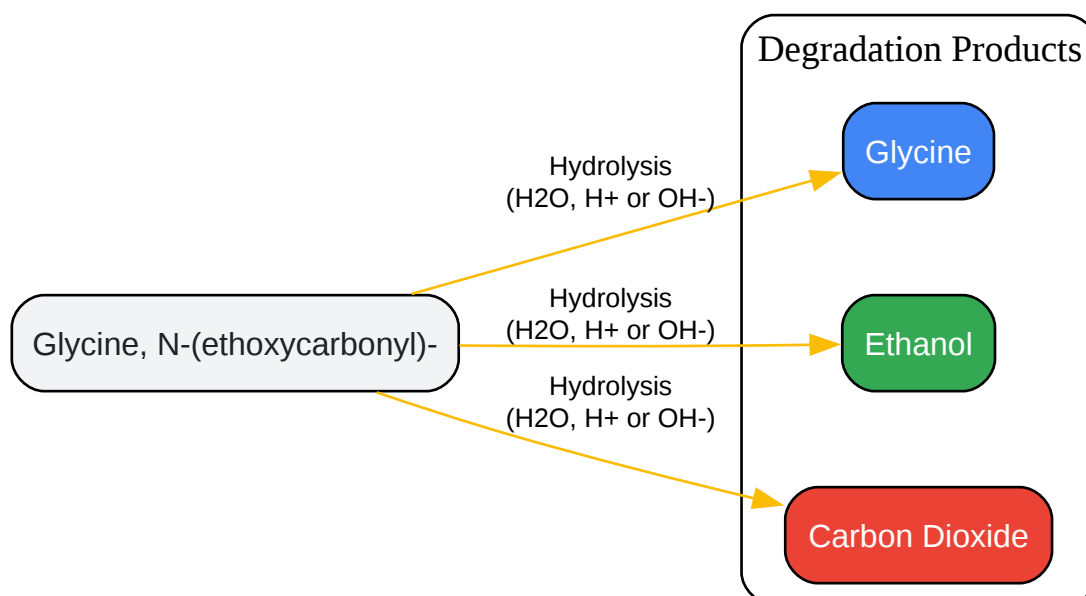 Degradation Products
Glycine
Hydrolysis
(H2O, H+ or OH-)
Hydrolysis
(H2O, H+ or OH-)
Glycine, N-(ethoxycarbonyl)-
Ethanol
Hydrolysis
(H2O, H+ or OH-)
Carbon Dioxide